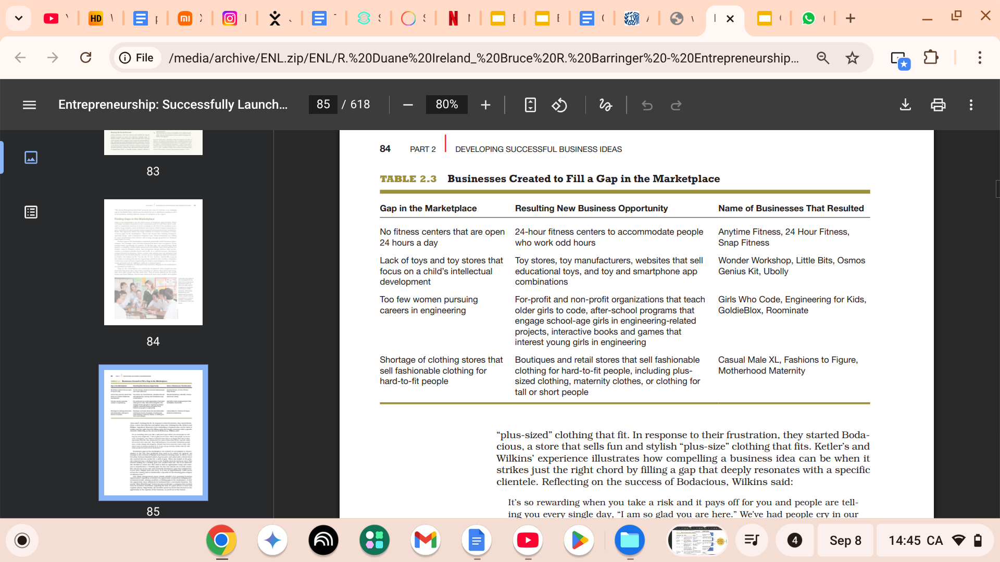 File
/media/archive/ENL.zip/ENL/R.%20Duane%20Ireland_%20Bruce%20R.%20Barringer%20-%20Entrepreneurship...
Entrepreneurship: Successfully Launch...
85 / 618
80%
83
84
85
84 PART 2 DEVELOPING SUCCESSFUL BUSINESS IDEAS
TABLE 2.3 Businesses Created to Fill a Gap in the Marketplace
Gap in the Marketplace
Resulting New Business Opportunity
Name of Businesses That Resulted
No fitness centers that are open
24 hours a day
24-hour fitness centers to accommodate people
who work odd hours
Anytime Fitness, 24 Hour Fitness,
Snap Fitness
Lack of toys and toy stores that
focus on a child's intellectual
development
Toy stores, toy manufacturers, websites that sell
educational toys, and toy and smartphone app
combinations
Wonder Workshop, Little Bits, Osmos
Genius Kit, Ubolly
Too few women pursuing
careers in engineering
For-profit and non-profit organizations that teach
older girls to code, after-school programs that
engage school-age girls in engineering-related
projects, interactive books and games that
interest young girls in engineering
Girls Who Code, Engineering for Kids,
GoldieBlox, Roominate
Shortage of clothing stores that
sell fashionable clothing for
hard-to-fit people
Boutiques and retail stores that sell fashionable
clothing for hard-to-fit people, including plus-
sized clothing, maternity clothes, or clothing for
tall or short people
Casual Male XL, Fashions to Figure,
Motherhood Maternity
“plus-sized” clothing that fit. In response to their frustration, they started Boda-
cious, a store that sells fun and stylish “plus-size” clothing that fits. Ketler’s and
Wilkins’ experience illustrates how compelling a business idea can be when it
strikes just the right chord by filling a gap that deeply resonates with a specific
clientele. Reflecting on the success of Bodacious, Wilkins said:
It’s so rewarding when you take a risk and it pays off for you and people are tell-
ing you every single day, “I am so glad you are here.” We’ve had people cry in our
4
Sep 8
14:45 CA